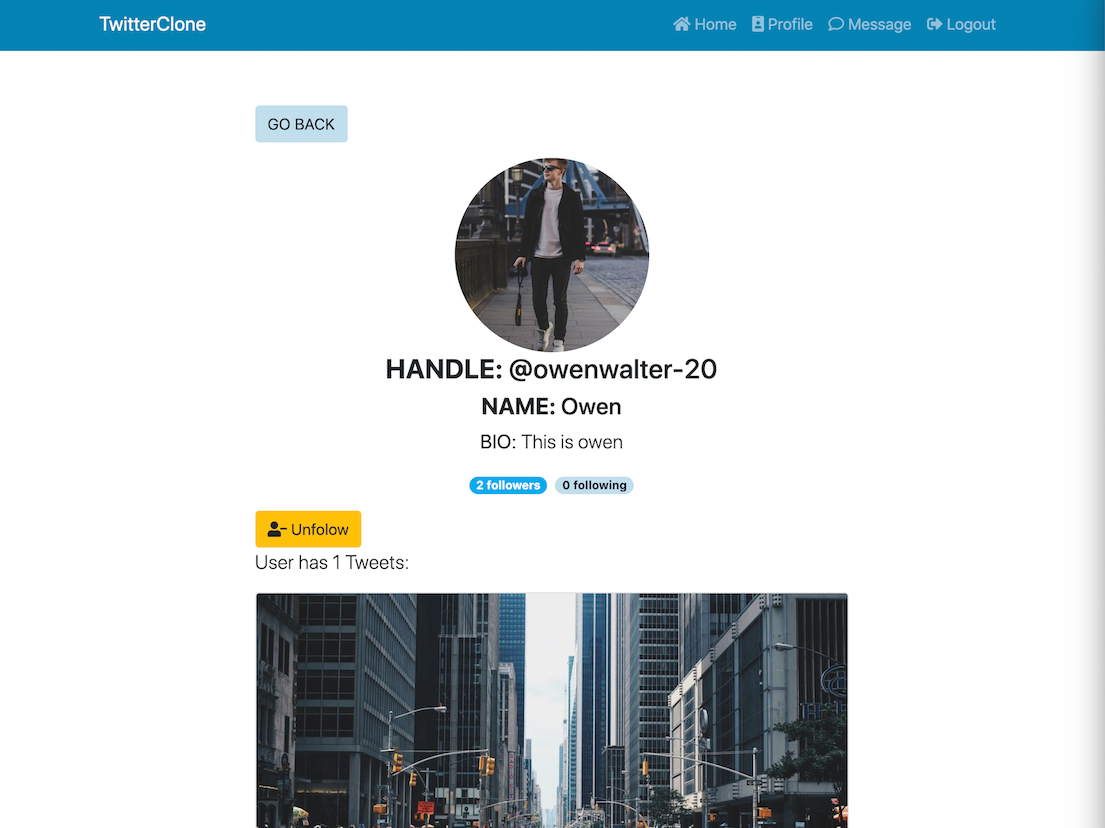 TwitterClone
Home Profile Message Logout
GO BACK
HANDLE: @owenwalter-20
NAME: Owen
BIO: This is owen
2 followers 0 following
Unfolow
User has 1 Tweets: